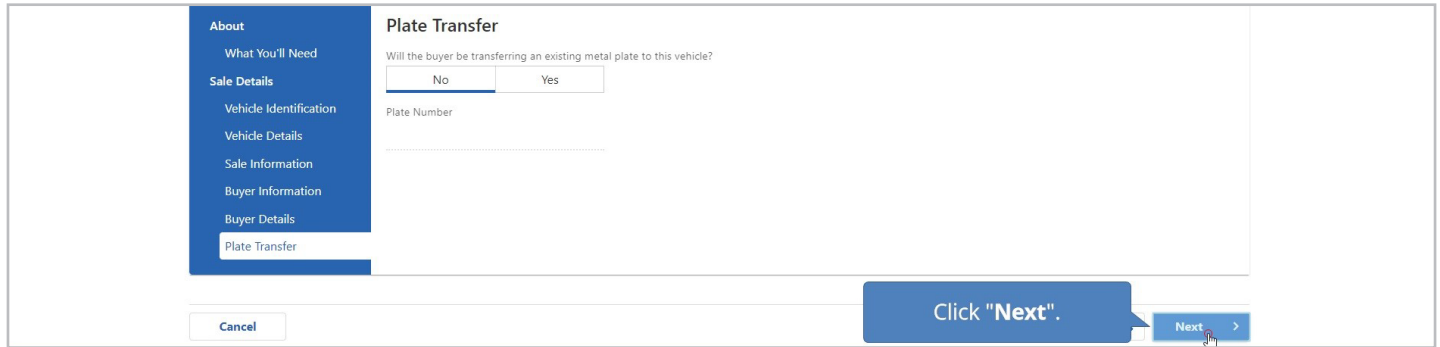 About
What You'll Need
Sale Details
Vehicle Identification
Vehicle Details
Sale Information
Buyer Information
Buyer Details
Plate Transfer
Plate Transfer
Will the buyer be transferring an existing metal plate to this vehicle?
No Yes
Plate Number
Cancel
Click "Next".
Next